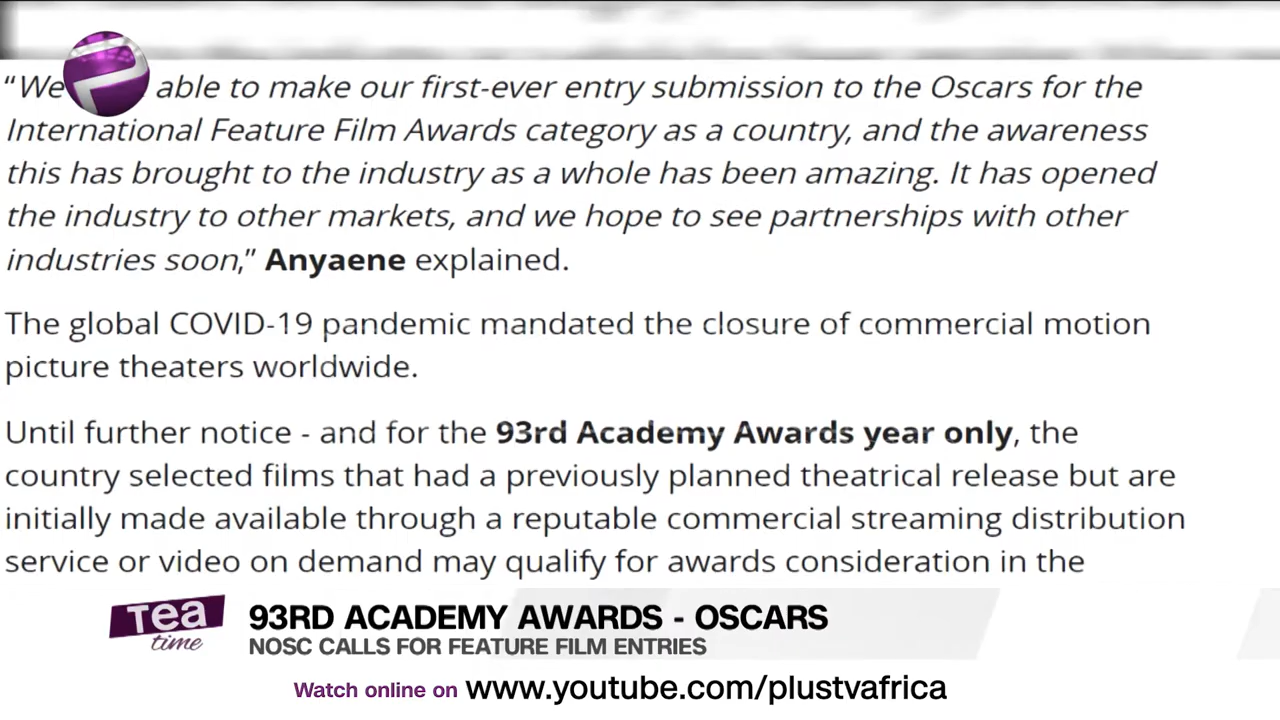 “We able to make our first-ever entry submission to the Oscars for the
International Feature Film Awards category as a country, and the awareness
this has brought to the industry as a whole has been amazing. It has opened
the industry to other markets, and we hope to see partnerships with other
industries soon,” Anyaene explained.
The global COVID-19 pandemic mandated the closure of commercial motion
picture theaters worldwide.
Until further notice - and for the 93rd Academy Awards year only, the
country selected films that had a previously planned theatrical release but are
initially made available through a reputable commercial streaming distribution
service or video on demand may qualify for awards consideration in the
Tea
time
93RD ACADEMY AWARDS - OSCARS
NOSC CALLS FOR FEATURE FILM ENTRIES
Watch online on www.youtube.com/plustvafrica